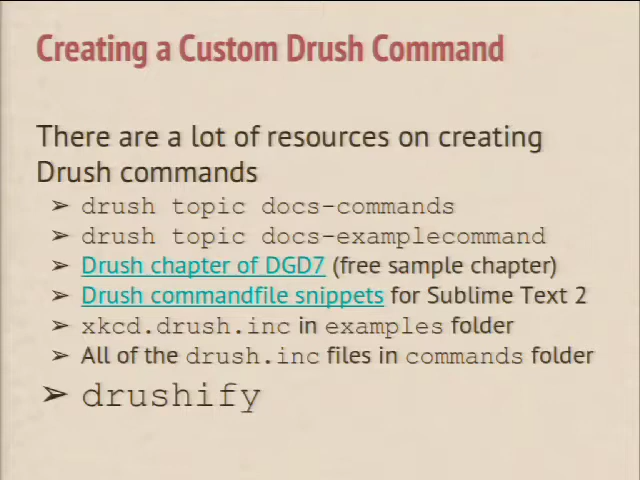 Creating a Custom Drush Command
There are a lot of resources on creating
Drush commands
➢ drush topic docs-commands
➢ drush topic docs-examplecommand
➢ Drush chapter of DGD7 (free sample chapter)
➢ Drush commandfile snippets for Sublime Text 2
➢ xkcd.drush.inc in examples folder
➢ All of the drush.inc files in commands folder
➢ drushify